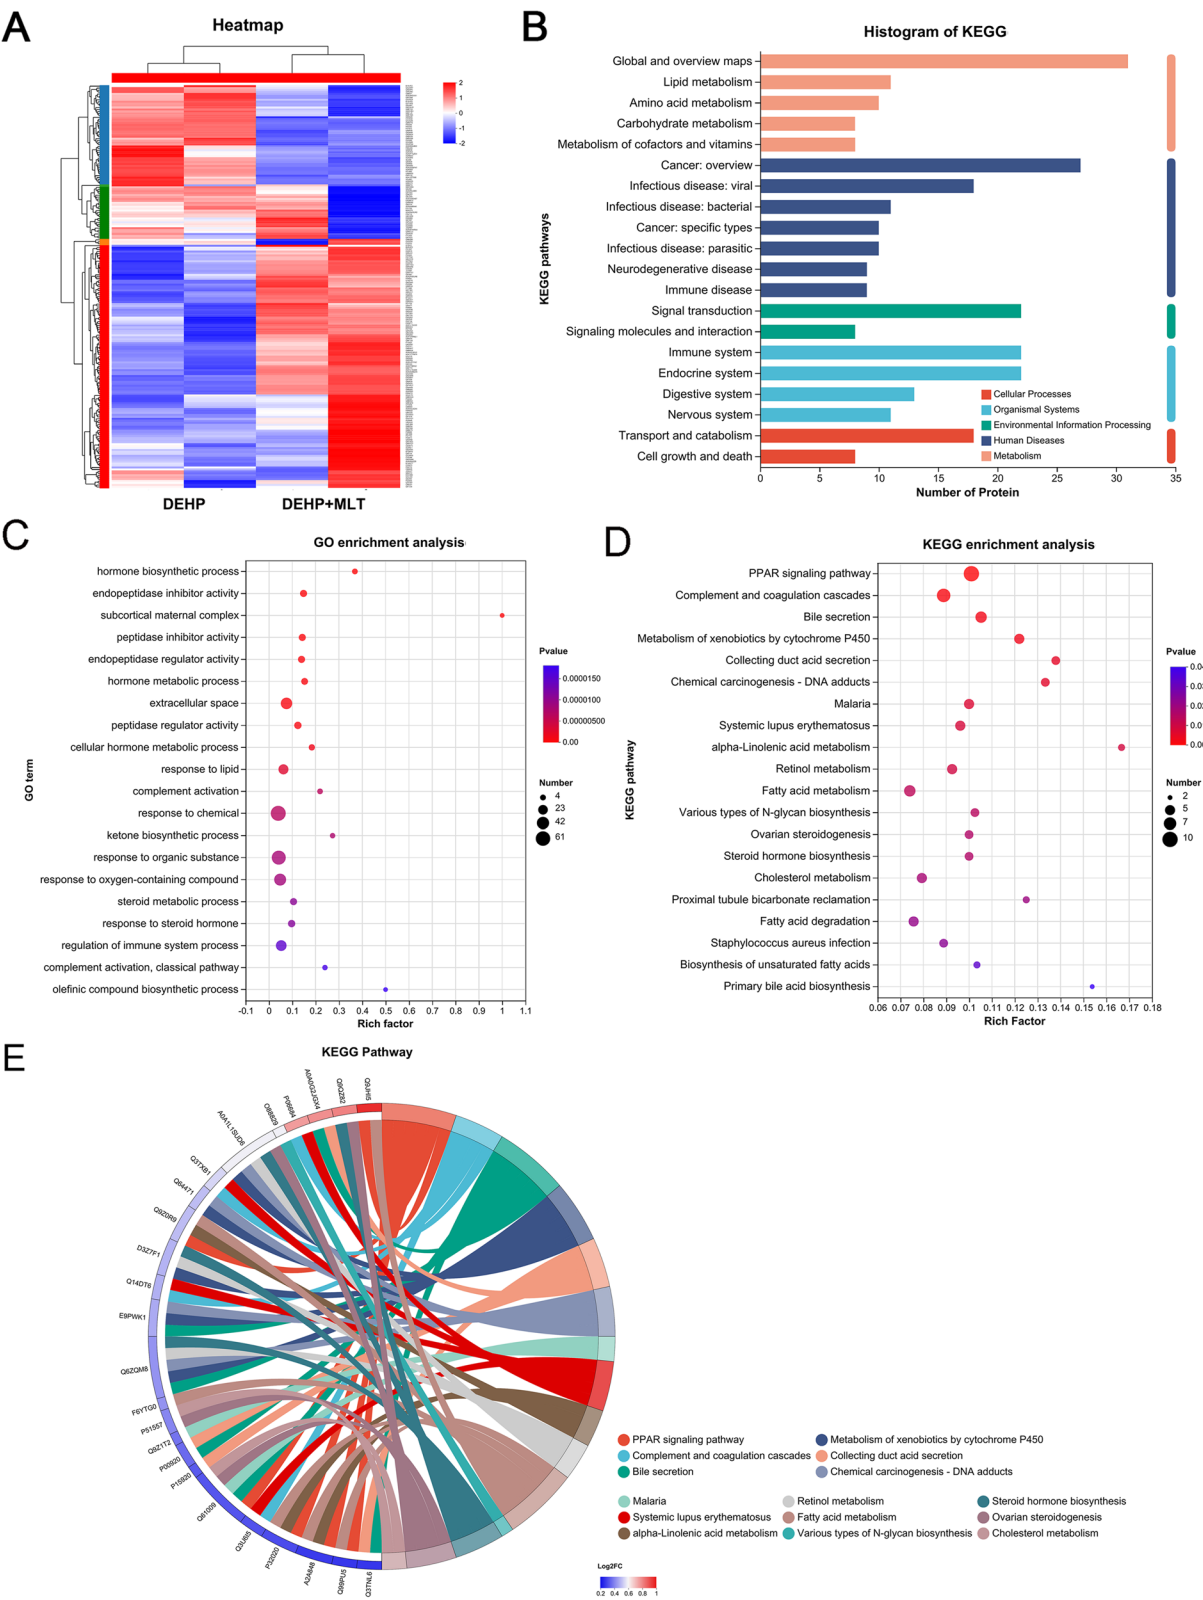 A
Heatmap
2
1
0
-1
-2
DEHP
DEHP+MLT
B
Histogram of KEGG
KEGG pathways
Global and overview maps
Lipid metabolism
Amino acid metabolism
Carbohydrate metabolism
Metabolism of cofactors and vitamins
Cancer: overview
Infectious disease: viral
Infectious disease: bacterial
Cancer: specific types
Infectious disease: parasitic
Neurodegenerative disease
Immune disease
Signal transduction
Signaling molecules and interaction
Immune system
Endocrine system
Digestive system
Nervous system
Transport and catabolism
Cell growth and death
Cellular Processes
Organismal Systems
Environmental Information Processing
Human Diseases
Metabolism
0 5 10 15 20 25 30 35
Number of Protein
C
GO enrichment analysis
GO term
hormone biosynthetic process
endopeptidase inhibitor activity
subcortical maternal complex
peptidase inhibitor activity
endopeptidase regulator activity
hormone metabolic process
extracellular space
peptidase regulator activity
cellular hormone metabolic process
response to lipid
complement activation
response to chemical
ketone biosynthetic process
response to organic substance
response to oxygen-containing compound
steroid metabolic process
response to steroid hormone
regulation of immune system process
complement activation, classical pathway
olefinic compound biosynthetic process
-0.1 0 0.1 0.2 0.3 0.4 0.5 0.6 0.7 0.8 0.9 1 1.1
Rich factor
Pvalue
0.0000150
0.0000100
0.00000500
0.00
Number
4
23
42
61
D
KEGG enrichment analysis
KEGG pathway
PPAR signaling pathway
Complement and coagulation cascades
Bile secretion
Metabolism of xenobiotics by cytochrome P450
Collecting duct acid secretion
Chemical carcinogenesis - DNA adducts
Malaria
Systemic lupus erythematosus
alpha-Linolenic acid metabolism
Retinol metabolism
Fatty acid metabolism
Various types of N-glycan biosynthesis
Ovarian steroidogenesis
Steroid hormone biosynthesis
Cholesterol metabolism
Proximal tubule bicarbonate reclamation
Fatty acid degradation
Staphylococcus aureus infection
Biosynthesis of unsaturated fatty acids
Primary bile acid biosynthesis
0.06 0.07 0.08 0.09 0.1 0.11 0.12 0.13 0.14 0.15 0.16 0.17 0.18
Rich Factor
Pvalue
Number
2
5
7
10
E
KEGG Pathway
Q9JHI5
Q9QZ82
A0A0G2JGX4
P06684
O88829
A0A1L1SUD6
Q3TXB1
Q64471
Q9Z0R9
D3Z7F1
Q14DT6
E9PWK1
Q6ZQM8
F6YTG0
P51557
Q9Z1T2
P00920
P15920
Q61009
Q3U8I5
P32020
A2A848
Q99PU5
Q3TNL6
PPAR signaling pathway
Complement and coagulation cascades
Bile secretion
Metabolism of xenobiotics by cytochrome P450
Collecting duct acid secretion
Chemical carcinogenesis - DNA adducts
Malaria
Systemic lupus erythematosus
alpha-Linolenic acid metabolism
Retinol metabolism
Fatty acid metabolism
Various types of N-glycan biosynthesis
Steroid hormone biosynthesis
Ovarian steroidogenesis
Cholesterol metabolism
Log2FC
0.2 0.4 0.6 0.8 1